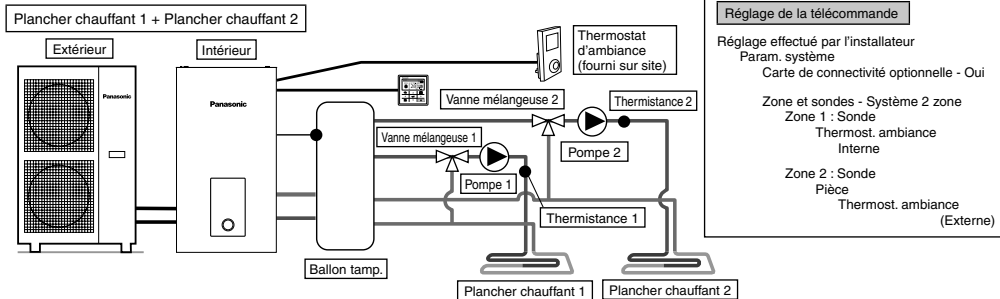 Plancher chauffant 1 + Plancher chauffant 2
Extérieur
Intérieur
Panasonic
Panasonic
Thermostat
d'ambiance
(fourni sur site)
Vanne mélangeuse 2
Thermistance 2
Vanne mélangeuse 1
Pompe 2
Pompe 1
Thermistance 1
Ballon tamp.
Plancher chauffant 1
Plancher chauffant 2
Réglage de la télécommande
Réglage effectué par l'installateur
Param. système
Carte de connectivité optionnelle - Oui
Zone et sondes - Système 2 zone
Zone 1 : Sonde
Thermost. ambiance
Interne
Zone 2 : Sonde
Pièce
Thermost. ambiance
(Externe)